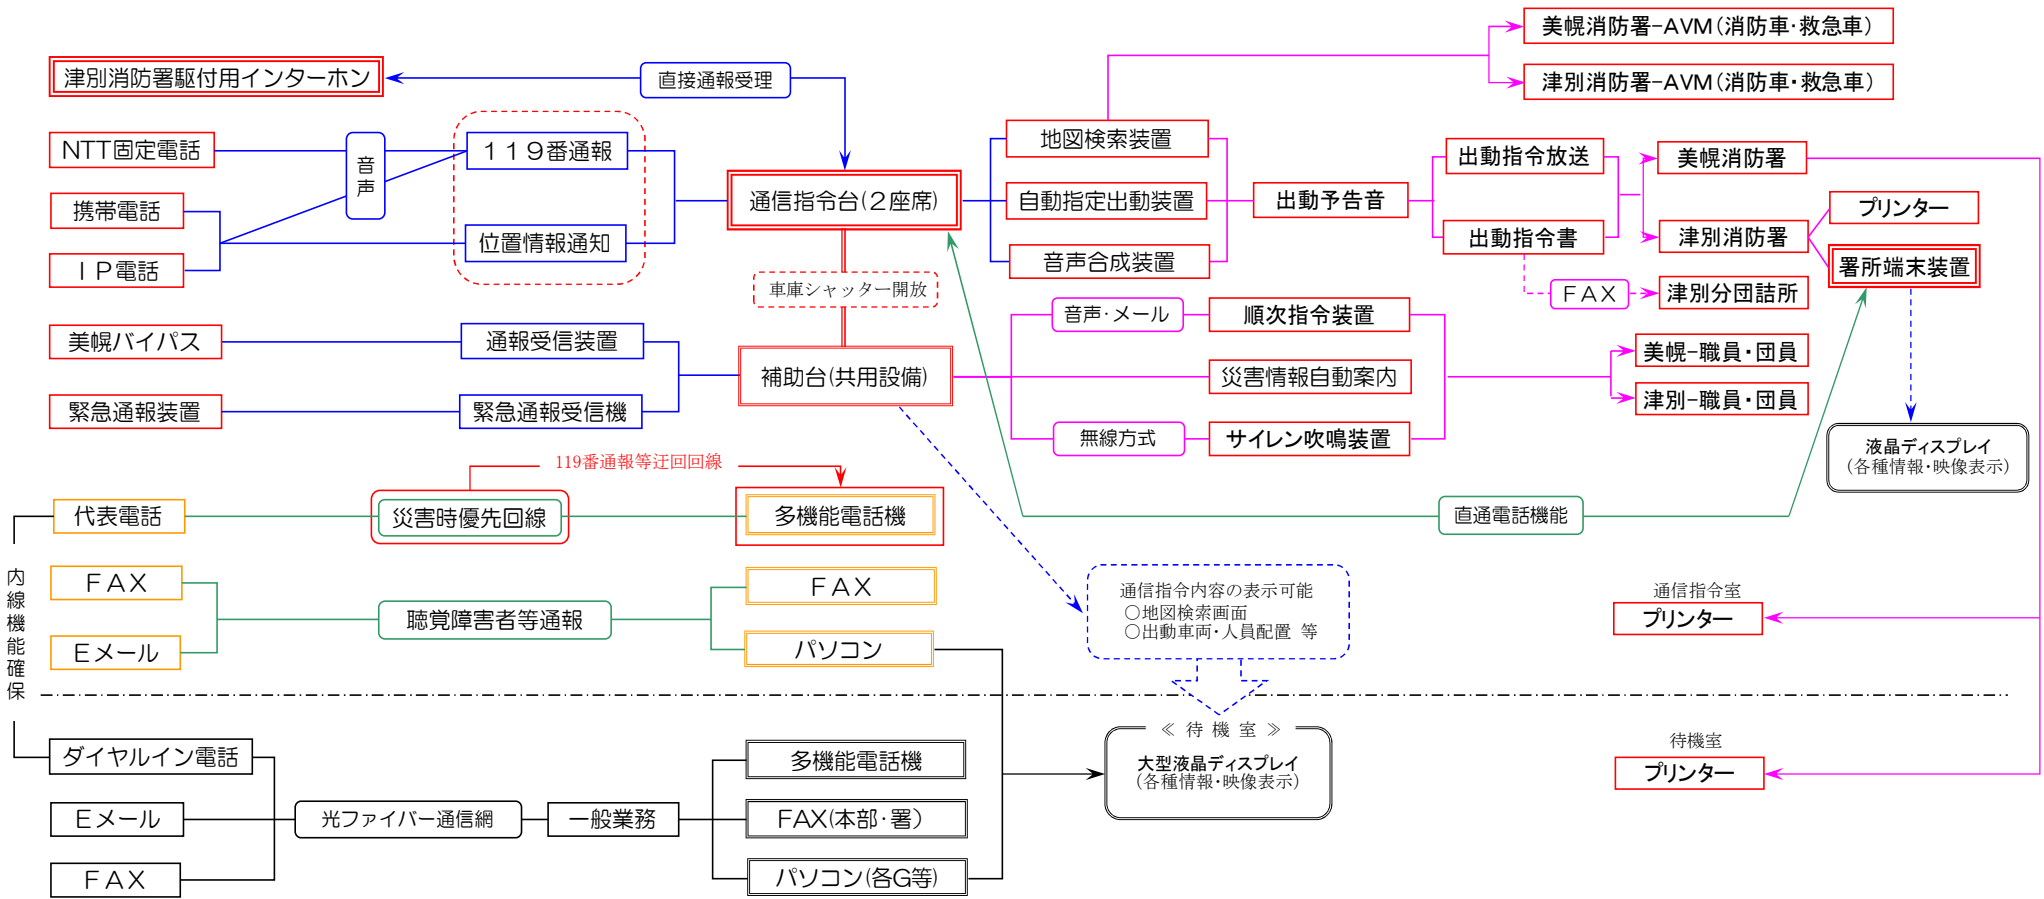 美幌消防署-AVM(消防車・救急車)
津別消防署駆付用インターホン
直接通報受理
津別消防署-AVM(消防車・救急車)
NTT固定電話
音声
119番通報
地図検索装置
出動指令放送
美幌消防署
携帯電話
通信指令台(2座席)
自動指定出動装置
出動予告音
プリンター
位置情報通知
出動指令書
津別消防署
IP電話
音声合成装置
署所端末装置
車庫シャッター開放
FAX
津別分団詰所
音声・メール
順次指令装置
美幌バイパス
通報受信装置
美幌-職員・団員
補助台(共用設備)
災害情報自動案内
津別-職員・団員
緊急通報装置
緊急通報受信機
無線方式
サイレン吹鳴装置
液晶ディスプレイ
(各種情報・映像表示)
119番通報等迂回回線
代表電話
災害時優先回線
多機能電話機
直通電話機能
内線機能確保
FAX
FAX
通信指令内容の表示可能
○地図検索画面
○出動車両・人員配置 等
通信指令室
プリンター
聴覚障害者等通報
Eメール
パソコン
≪ 待 機 室 ≫
大型液晶ディスプレイ
(各種情報・映像表示)
待機室
プリンター
ダイヤルイン電話
多機能電話機
Eメール
光ファイバー通信網
一般業務
FAX(本部・署)
FAX
パソコン(各G等)